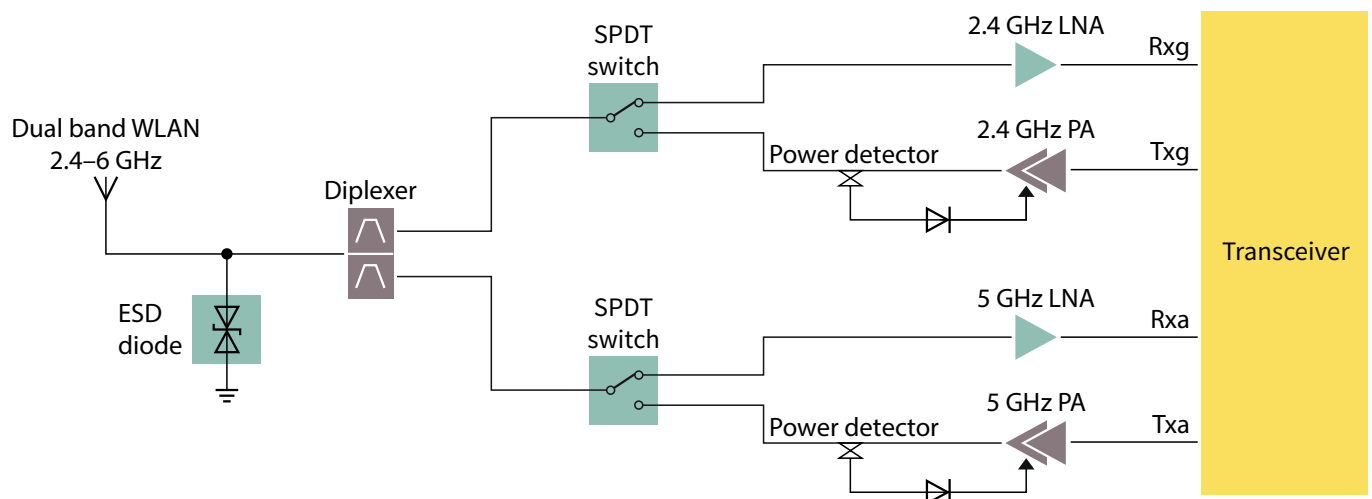 Dual band WLAN
2.4–6 GHz
ESD
diode
Diplexer
SPDT
switch
2.4 GHz LNA
Rxg
Power detector
2.4 GHz PA
Txg
SPDT
switch
5 GHz LNA
Rxa
Power detector
5 GHz PA
Txa
Transceiver